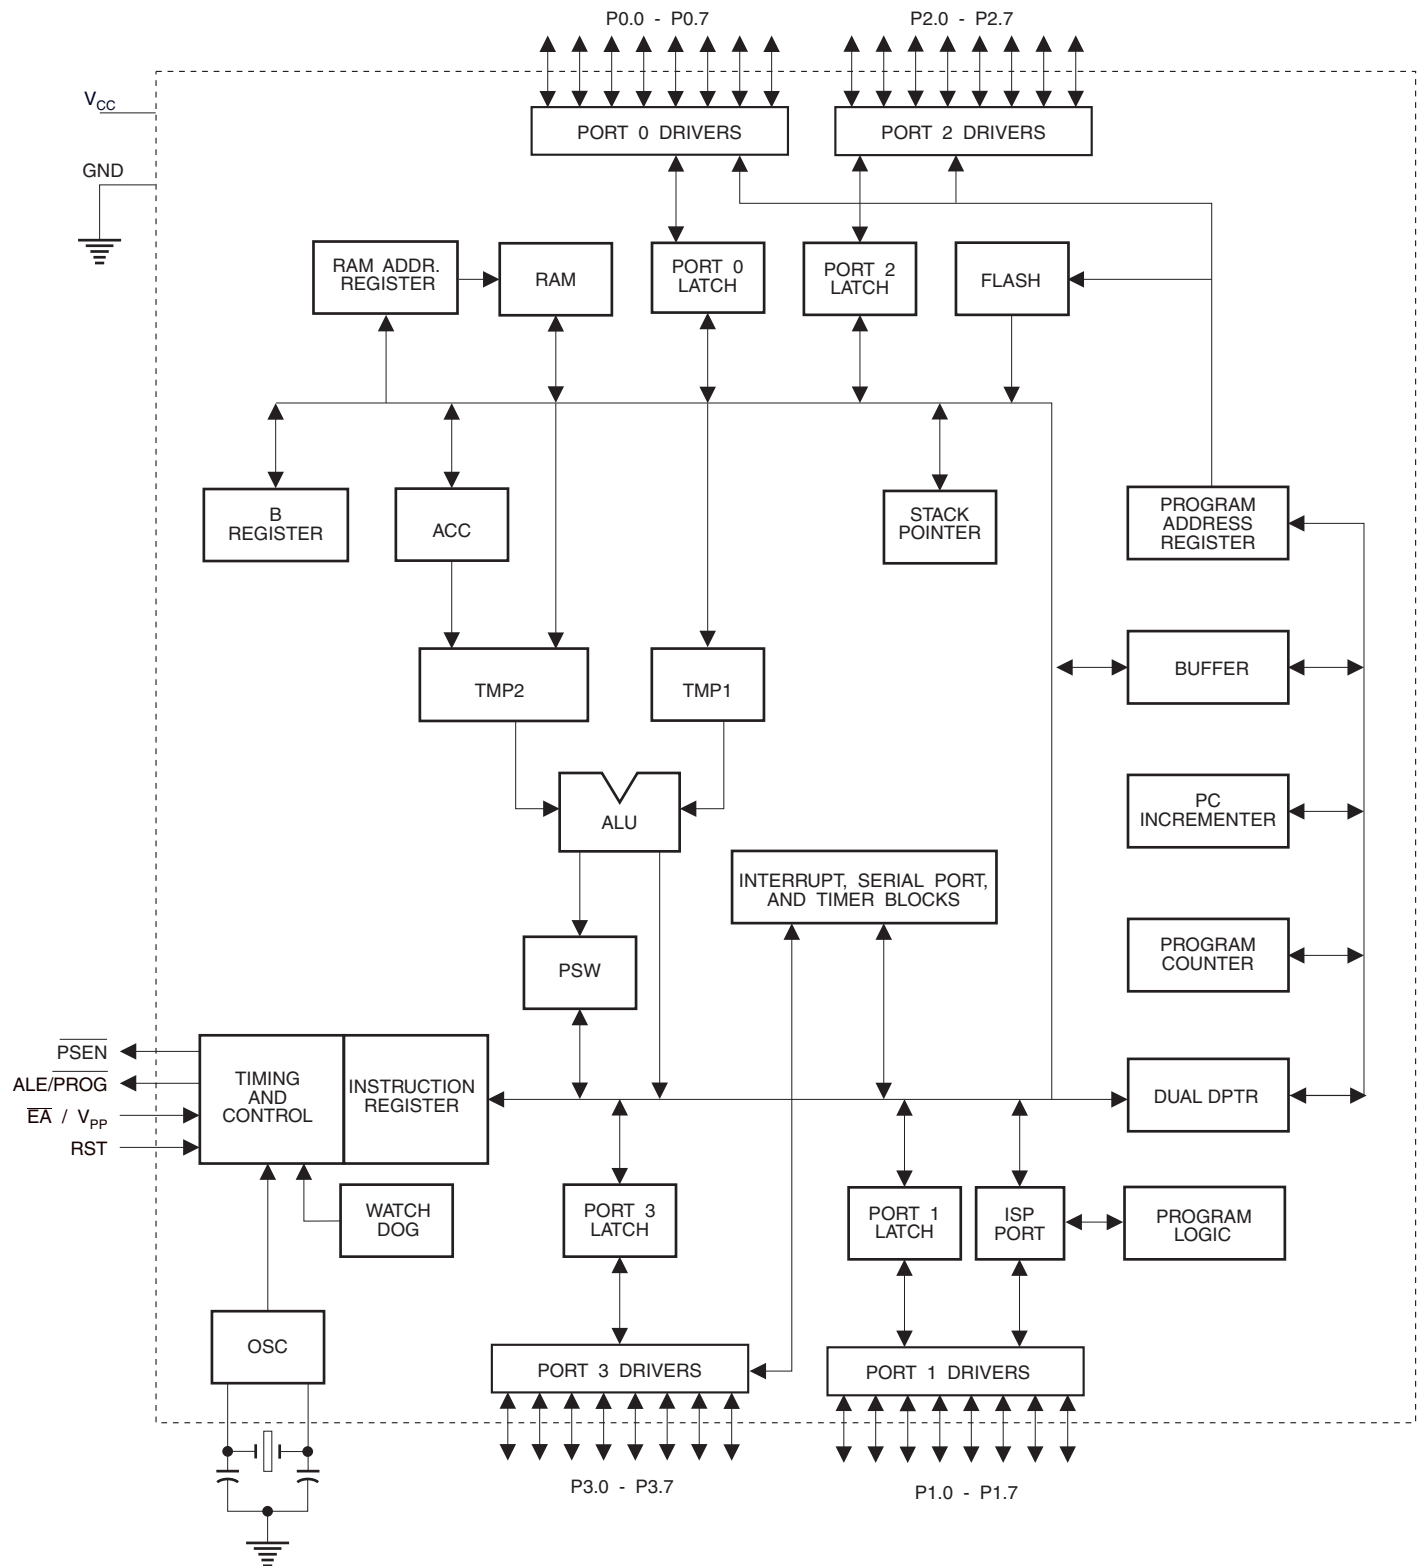 P0.0 - P0.7
P2.0 - P2.7
VCC
PORT 0 DRIVERS
PORT 2 DRIVERS
GND
RAM ADDR.
REGISTER
RAM
PORT 0
LATCH
PORT 2
LATCH
FLASH
B
REGISTER
ACC
STACK
POINTER
PROGRAM
ADDRESS
REGISTER
TMP2
TMP1
BUFFER
ALU
PC
INCREMENTER
INTERRUPT, SERIAL PORT,
AND TIMER BLOCKS
PSW
PROGRAM
COUNTER
PSEN
ALE/PROG
EA / VPP
RST
TIMING
AND
CONTROL
INSTRUCTION
REGISTER
DUAL DPTR
WATCH
DOG
PORT 3
LATCH
PORT 1
LATCH
ISP
PORT
PROGRAM
LOGIC
OSC
PORT 3 DRIVERS
PORT 1 DRIVERS
P3.0 - P3.7
P1.0 - P1.7